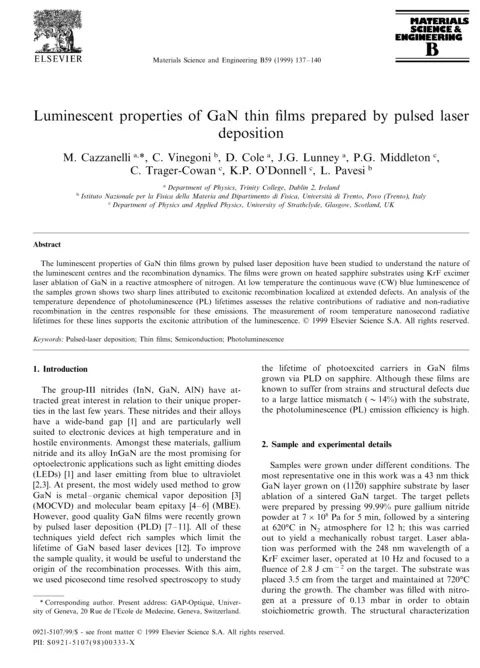 ELSEVIER
Materials Science and Engineering B59 (1999) 137–140
MATERIALS
SCIENCE &
ENGINEERING
B
Luminescent properties of GaN thin films prepared by pulsed laser
deposition
M. Cazzanelli a,*, C. Vinegoni b, D. Cole a, J.G. Lunney a, P.G. Middleton c,
C. Trager-Cowan c, K.P. O'Donnell c, L. Pavesi b
a Department of Physics, Trinity College, Dublin 2, Ireland
b Istituto Nazionale per la Fisica della Materia and Dipartimento di Fisica, Università di Trento, Povo (Trento), Italy
c Department of Physics and Applied Physics, University of Strathclyde, Glasgow, Scotland, UK
Abstract
The luminescent properties of GaN thin films grown by pulsed laser deposition have been studied to understand the nature of
the luminescent centres and the recombination dynamics. The films were grown on heated sapphire substrates using KrF excimer
laser ablation of GaN in a reactive atmosphere of nitrogen. At low temperature the continuous wave (CW) blue luminescence of
the samples grown shows two sharp lines attributed to excitonic recombination localized at extended defects. An analysis of the
temperature dependence of photoluminescence (PL) lifetimes assesses the relative contributions of radiative and non-radiative
recombination in the centres responsible for these emissions. The measurement of room temperature nanosecond radiative
lifetimes for these lines supports the excitonic attribution of the luminescence. © 1999 Elsevier Science S.A. All rights reserved.
Keywords: Pulsed-laser deposition; Thin films; Semiconduction; Photoluminescence
1. Introduction
The group-III nitrides (InN, GaN, AlN) have at-
tracted great interest in relation to their unique proper-
ties in the last few years. These nitrides and their alloys
have a wide-band gap [1] and are particularly well
suited to electronic devices at high temperature and in
hostile environments. Amongst these materials, gallium
nitride and its alloy InGaN are the most promising for
optoelectronic applications such as light emitting diodes
(LEDs) [1] and lasers emitting from blue to ultraviolet
[2,3]. At present, the most widely used method to grow
GaN is metal–organic chemical vapor deposition [3]
(MOCVD) and molecular beam epitaxy [4–6] (MBE).
However, good quality GaN films were recently grown
by pulsed laser deposition (PLD) [7–11]. All of these
techniques yield defect rich samples which limit the
lifetime of GaN based laser devices [12]. To improve
the sample quality, it would be useful to understand the
origin of the recombination processes. With this aim,
we used picosecond time resolved spectroscopy to study
* Corresponding author. Present address: GAP-Optiqué, Univer-
sity of Geneva, 20 Rue de l'Ecole de Medecine, Geneva, Switzerland.
the lifetime of photoexcited carriers in GaN films
grown via PLD on sapphire. Although these films are
known to suffer from strains and structural defects due
to a large lattice mismatch (~14%) with the substrate,
the photoluminescence (PL) emission efficiency is high.
2. Sample and experimental details
Samples were grown under different conditions. The
most representative one in this work was a 43 nm thick
GaN layer grown on (112̄0) sapphire substrate by laser
ablation of a sintered GaN target. The target pellets
were prepared by pressing 99.99% pure gallium nitride
powder at 7 × 10⁸ Pa for 5 min, followed by a sintering
at 620°C in N₂ atmosphere for 12 h; this was carried
out to yield a mechanically robust target. Laser abla-
tion was performed with the 248 nm wavelength of a
KrF excimer laser, operated at 10 Hz and focused to a
fluence of 2.8 J cm⁻² on the target. The substrate was
placed 3.5 cm from the target and maintained at 720°C
during the growth. The chamber was filled with nitro-
gen at a pressure of 0.13 mbar in order to obtain
stoichiometric growth. The structural characterization
0921-5107/99/$ - see front matter © 1999 Elsevier Science S.A. All rights reserved.
PII: S0921-5107(98)00333-X